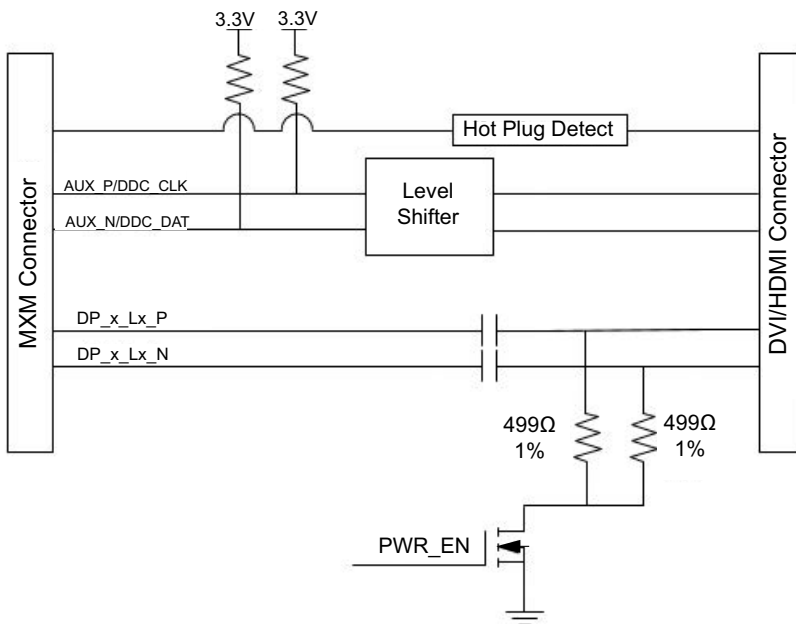 3.3V
3.3V
Hot Plug Detect
MXM Connector
AUX_P/DDC_CLK
AUX_N/DDC_DAT
Level
Shifter
DVI/HDMI Connector
DP_x_Lx_P
DP_x_Lx_N
499Ω
1%
499Ω
1%
PWR_EN